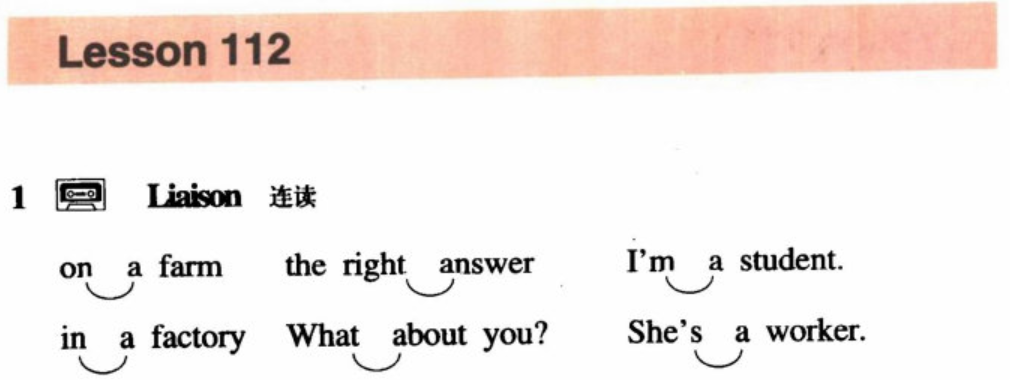 Lesson 112
1 Liaison 连读
on a farm the right answer I'm a student.
in a factory What about you? She's a worker.